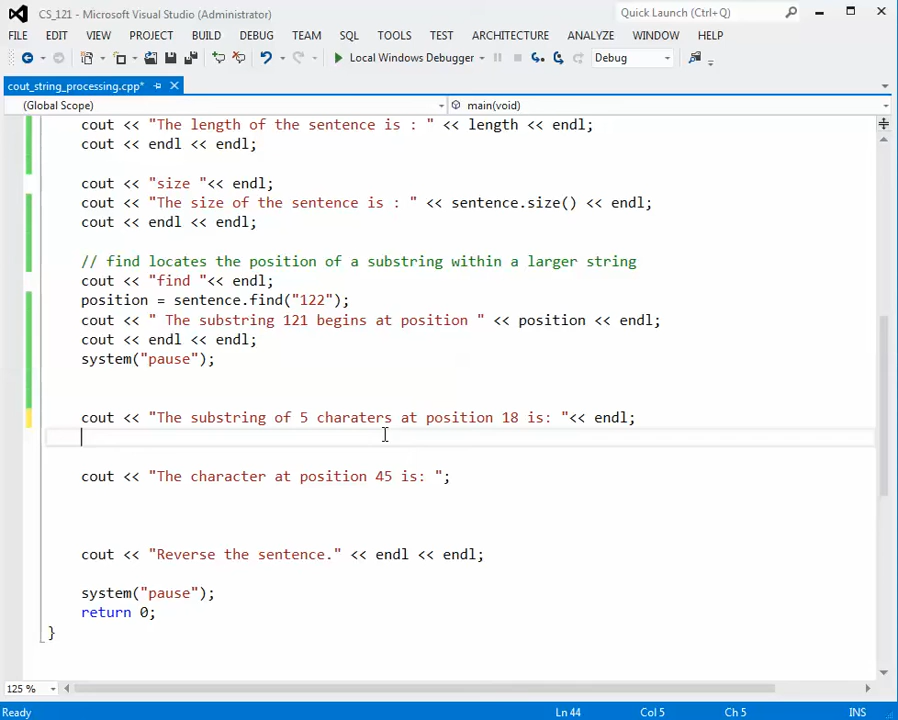 CS_121 - Microsoft Visual Studio (Administrator)
Quick Launch (Ctrl+Q)
FILE EDIT VIEW PROJECT BUILD DEBUG TEAM SQL TOOLS TEST ARCHITECTURE ANALYZE WINDOW HELP
Local Windows Debugger Debug
cout_string_processing.cpp*
(Global Scope) main(void)
cout << "The length of the sentence is : " << length << endl;
cout << endl << endl;
cout << "size "<< endl;
cout << "The size of the sentence is : " << sentence.size() << endl;
cout << endl << endl;
// find locates the position of a substring within a larger string
cout << "find "<< endl;
position = sentence.find("122");
cout << " The substring 121 begins at position " << position << endl;
cout << endl << endl;
system("pause");
cout << "The substring of 5 charaters at position 18 is: "<< endl;
cout << "The character at position 45 is: ";
cout << "Reverse the sentence." << endl << endl;
system("pause");
return 0;
}
125 %
Ready Ln 44 Col 5 Ch 5 INS